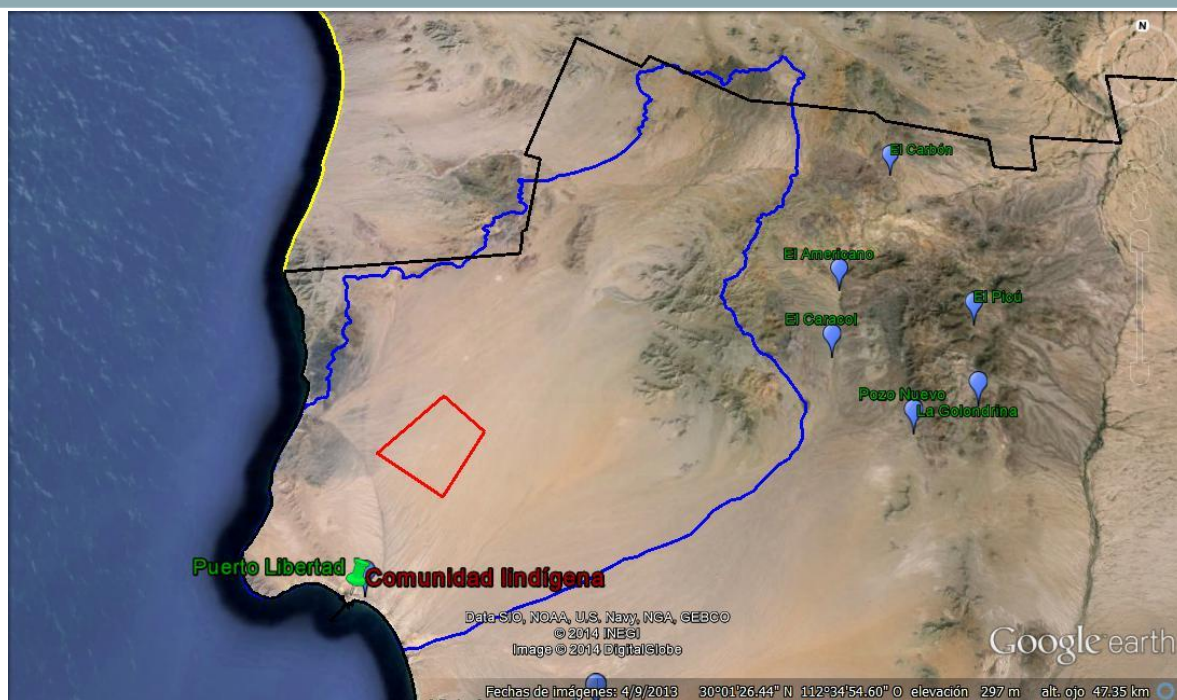 N
El Carbón
El Americano
El Picú
El Caracol
Pozo Nuevo
La Golondrina
Puerto Libertad
Comunidad Iindígena
Data SIO, NOAA, U.S. Navy, NGA, GEBCO
© 2014 INEGI
Image © 2014 DigitalGlobe
Google earth
Fechas de imágenes: 4/9/2013 30°01'26.44" N 112°34'54.60" O elevación 297 m alt. ojo 47.35 km